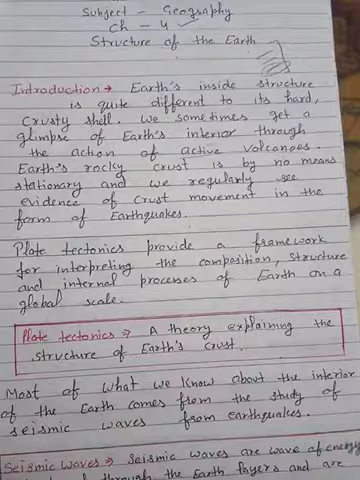 Subject - Geography
Ch - 4
Structure of the Earth
Introduction → Earth's inside structure
is quite different to its hard,
crusty shell. We sometimes get a
glimpse of Earth's interior through
the action of active volcanoes.
Earth's rocky crust is by no means
stationary and we regularly see
evidence of crust movement in the
form of Earthquakes.
Plate tectonics provide a framework
for interpreting the composition, structure
and internal processes of Earth on a
global scale.
Plate tectonics ⇒ A theory explaining the
structure of Earth's crust.
Most of what we know about the interior
of the Earth comes from the study of
seismic waves from earthquakes.
Seismic waves ⇒ Seismic waves are wave of energy
through the Earth layers and are